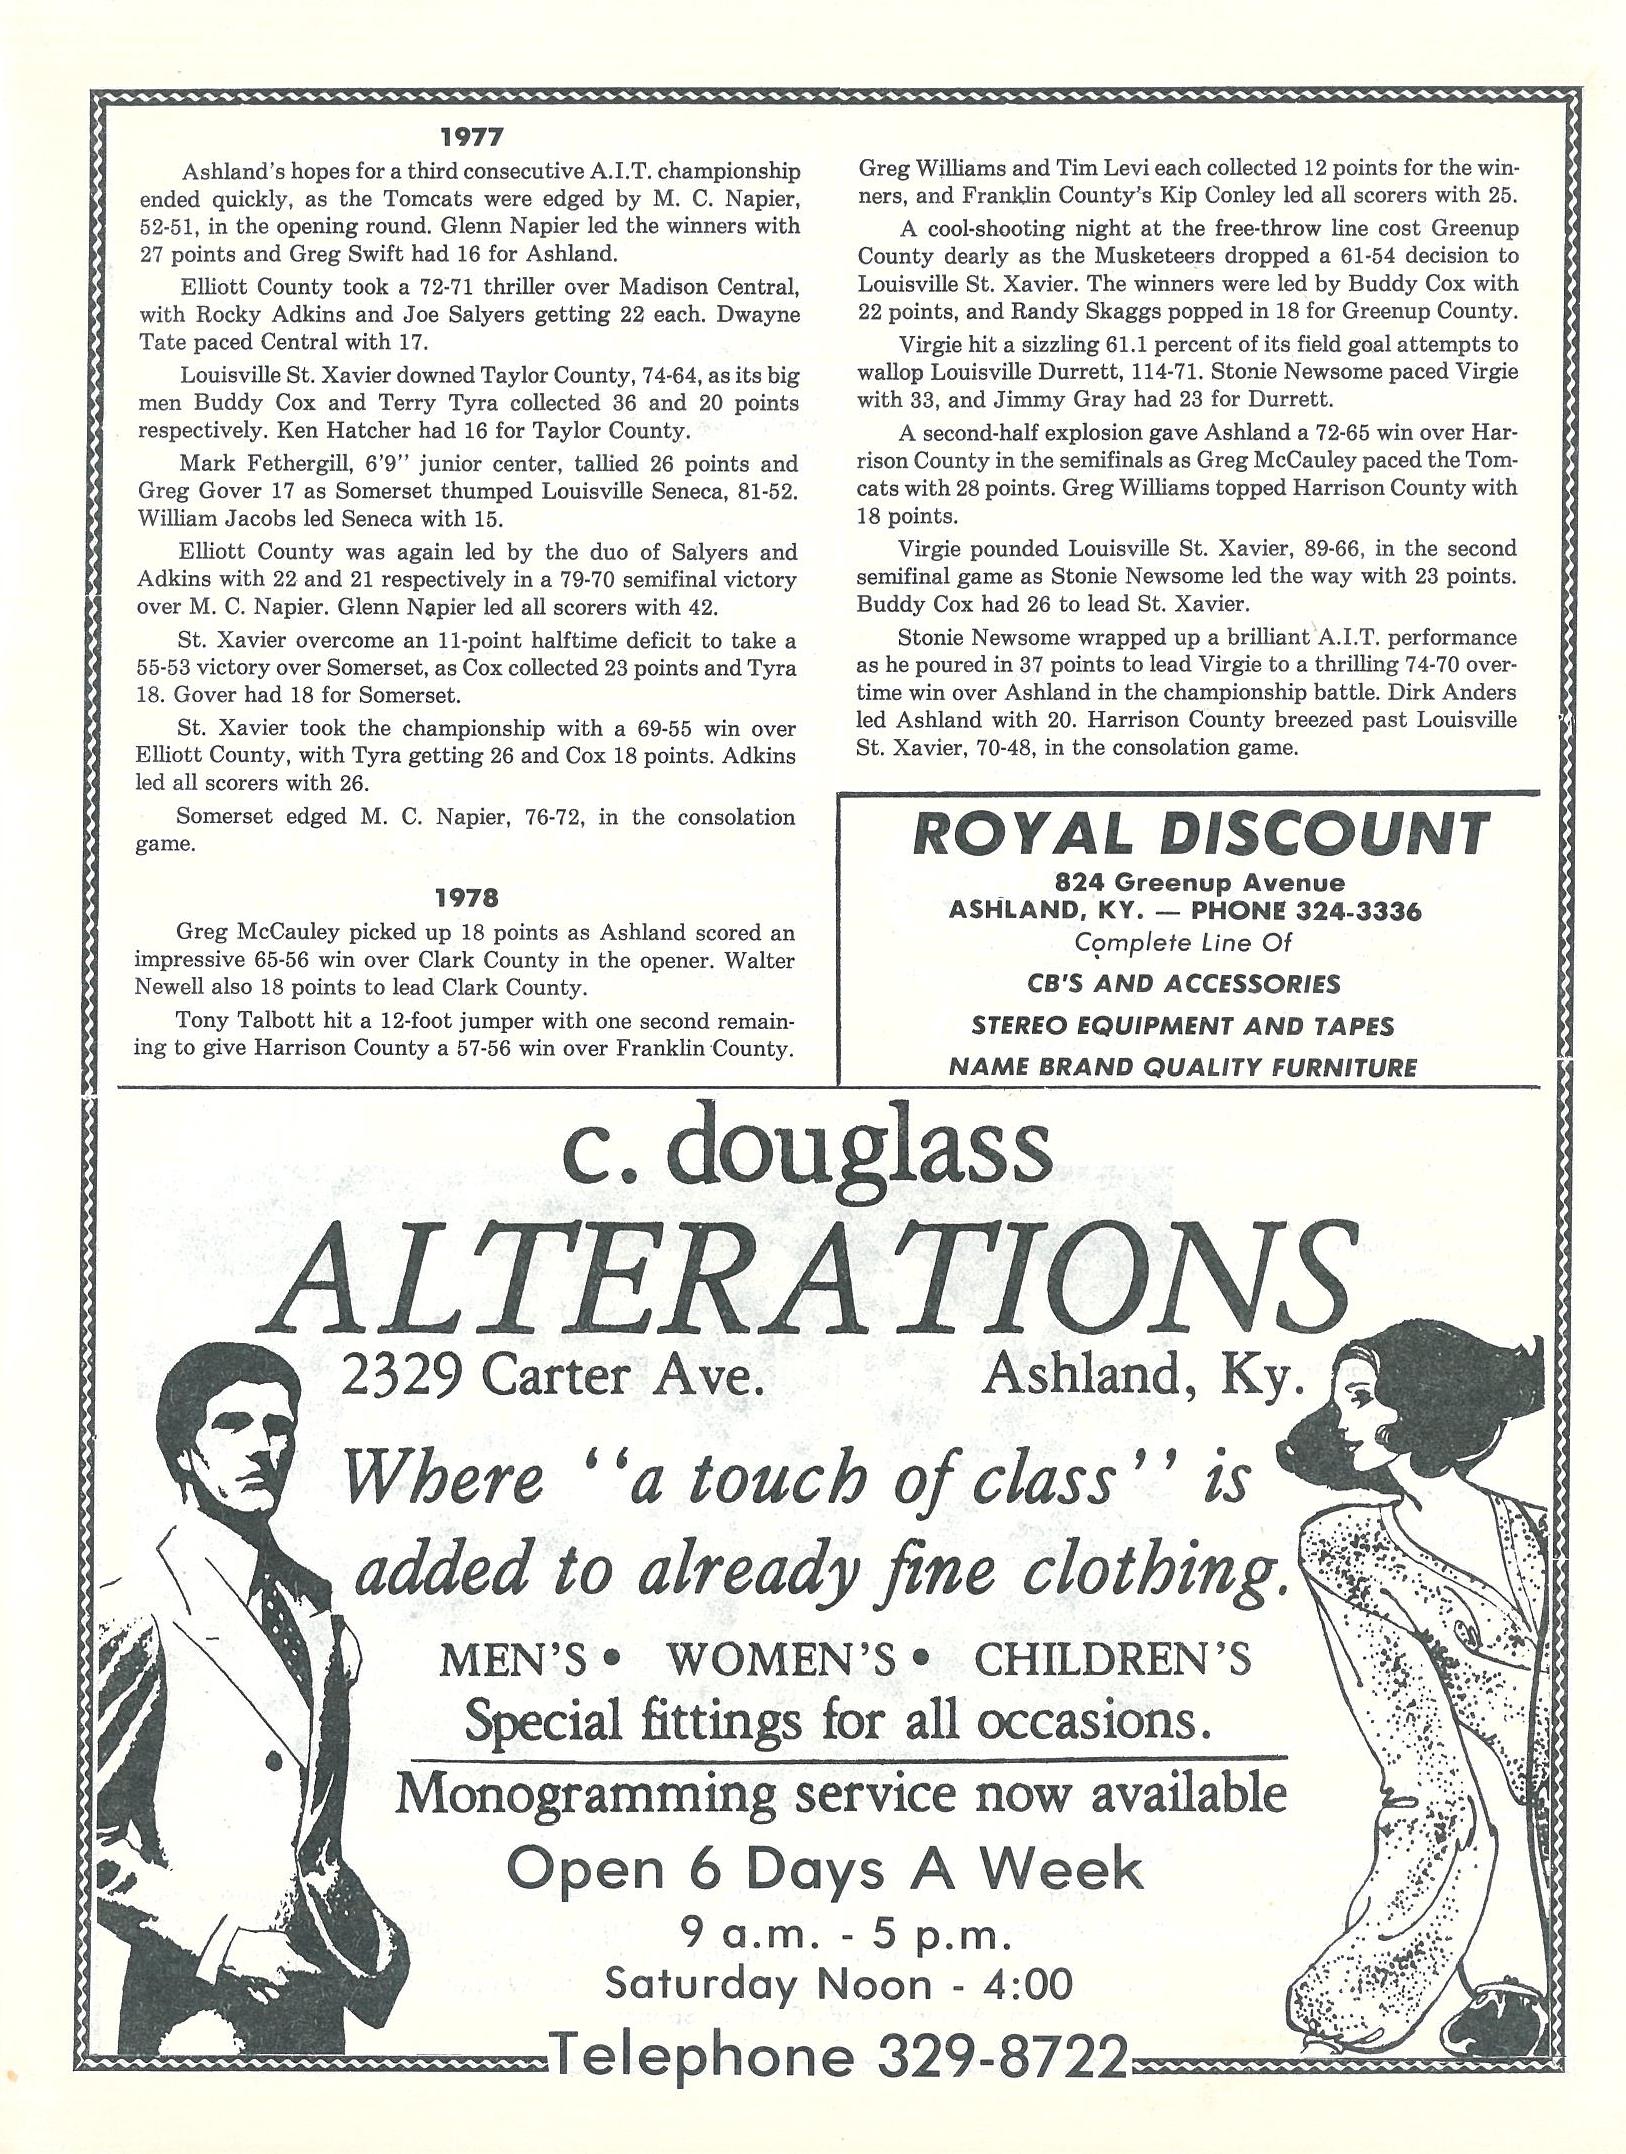 1977
Ashland's hopes for a third consecutive A.I.T. championship
ended quickly, as the Tomcats were edged by M. C. Napier,
52-51, in the opening round. Glenn Napier led the winners with
27 points and Greg Swift had 16 for Ashland.
Elliott County took a 72-71 thriller over Madison Central,
with Rocky Adkins and Joe Salyers getting 22 each. Dwayne
Tate paced Central with 17.
Louisville St. Xavier downed Taylor County, 74-64, as its big
men Buddy Cox and Terry Tyra collected 36 and 20 points
respectively. Ken Hatcher had 16 for Taylor County.
Mark Fethergill, 6'9" junior center, tallied 26 points and
Greg Gover 17 as Somerset thumped Louisville Seneca, 81-52.
William Jacobs led Seneca with 15.
Elliott County was again led by the duo of Salyers and
Adkins with 22 and 21 respectively in a 79-70 semifinal victory
over M. C. Napier. Glenn Napier led all scorers with 42.
St. Xavier overcome an 11-point halftime deficit to take a
55-53 victory over Somerset, as Cox collected 23 points and Tyra
18. Gover had 18 for Somerset.
St. Xavier took the championship with a 69-55 win over
Elliott County, with Tyra getting 26 and Cox 18 points. Adkins
led all scorers with 26.
Somerset edged M. C. Napier, 76-72, in the consolation
game.
1978
Greg McCauley picked up 18 points as Ashland scored an
impressive 65-56 win over Clark County in the opener. Walter
Newell also 18 points to lead Clark County.
Tony Talbott hit a 12-foot jumper with one second remain-
ing to give Harrison County a 57-56 win over Franklin County.
Greg Williams and Tim Levi each collected 12 points for the win-
ners, and Franklin County's Kip Conley led all scorers with 25.
A cool-shooting night at the free-throw line cost Greenup
County dearly as the Musketeers dropped a 61-54 decision to
Louisville St. Xavier. The winners were led by Buddy Cox with
22 points, and Randy Skaggs popped in 18 for Greenup County.
Virgie hit a sizzling 61.1 percent of its field goal attempts to
wallop Louisville Durrett, 114-71. Stonie Newsome paced Virgie
with 33, and Jimmy Gray had 23 for Durrett.
A second-half explosion gave Ashland a 72-65 win over Har-
rison County in the semifinals as Greg McCauley paced the Tom-
cats with 28 points. Greg Williams topped Harrison County with
18 points.
Virgie pounded Louisville St. Xavier, 89-66, in the second
semifinal game as Stonie Newsome led the way with 23 points.
Buddy Cox had 26 to lead St. Xavier.
Stonie Newsome wrapped up a brilliant A.I.T. performance
as he poured in 37 points to lead Virgie to a thrilling 74-70 over-
time win over Ashland in the championship battle. Dirk Anders
led Ashland with 20. Harrison County breezed past Louisville
St. Xavier, 70-48, in the consolation game.
ROYAL DISCOUNT
824 Greenup Avenue
ASHLAND, KY. — PHONE 324-3336
Complete Line Of
CB'S AND ACCESSORIES
STEREO EQUIPMENT AND TAPES
NAME BRAND QUALITY FURNITURE
c. douglass
ALTERATIONS
2329 Carter Ave. Ashland, Ky.
Where ‘‘a touch of class’’ is
added to already fine clothing.
MEN'S • WOMEN'S • CHILDREN'S
Special fittings for all occasions.
Monogramming service now available
Open 6 Days A Week
9 a.m. - 5 p.m.
Saturday Noon - 4:00
Telephone 329-8722